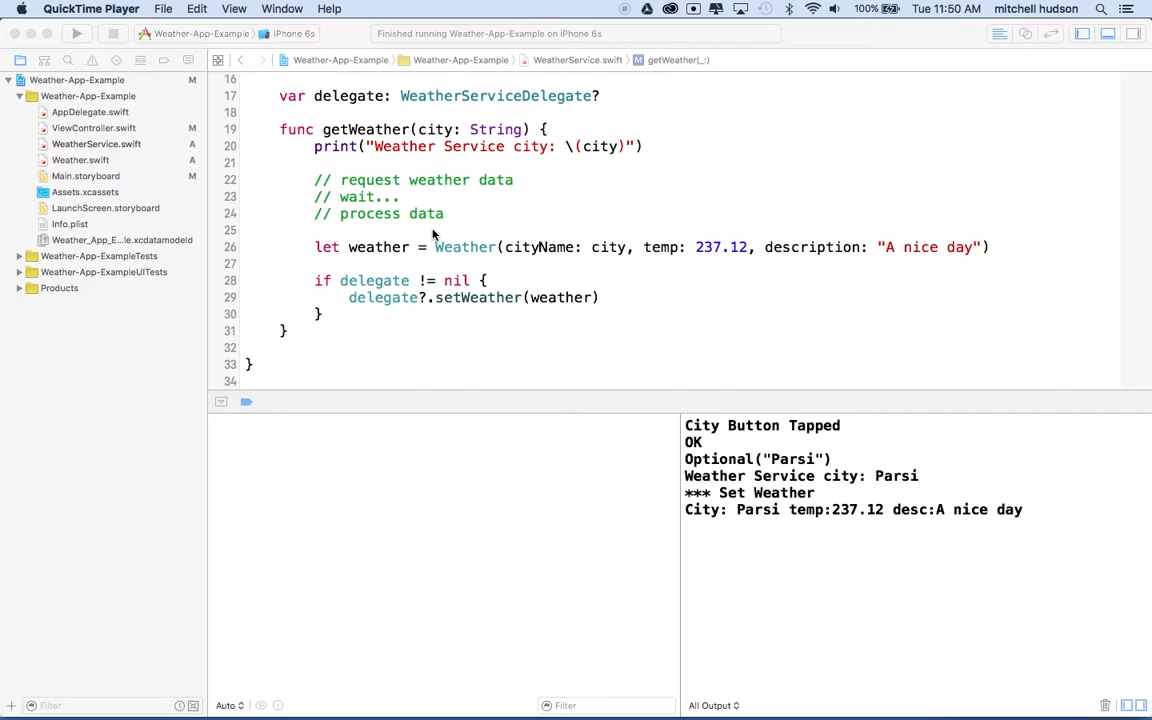 QuickTime Player File Edit View Window Help 100% Tue 11:50 AM mitchell hudson
Weather-App-Example iPhone 6s Finished running Weather-App-Example on iPhone 6s
Weather-App-Example Weather-App-Example WeatherService.swift M getWeather(_:)
Weather-App-Example M
Weather-App-Example
AppDelegate.swift
ViewController.swift M
WeatherService.swift A
Weather.swift A
Main.storyboard M
Assets.xcassets
LaunchScreen.storyboard
Info.plist
Weather_App_E...le.xcdatamodeld
Weather-App-ExampleTests
Weather-App-ExampleUITests
Products
16
17 var delegate: WeatherServiceDelegate?
18
19 func getWeather(city: String) {
20 print("Weather Service city: \(city)")
21
22 // request weather data
23 // wait...
24 // process data
25
26 let weather = Weather(cityName: city, temp: 237.12, description: "A nice day")
27
28 if delegate != nil {
29 delegate?.setWeather(weather)
30 }
31 }
32
33 }
34
City Button Tapped
OK
Optional("Parsi")
Weather Service city: Parsi
*** Set Weather
City: Parsi temp:237.12 desc:A nice day
Filter Auto Filter All Output